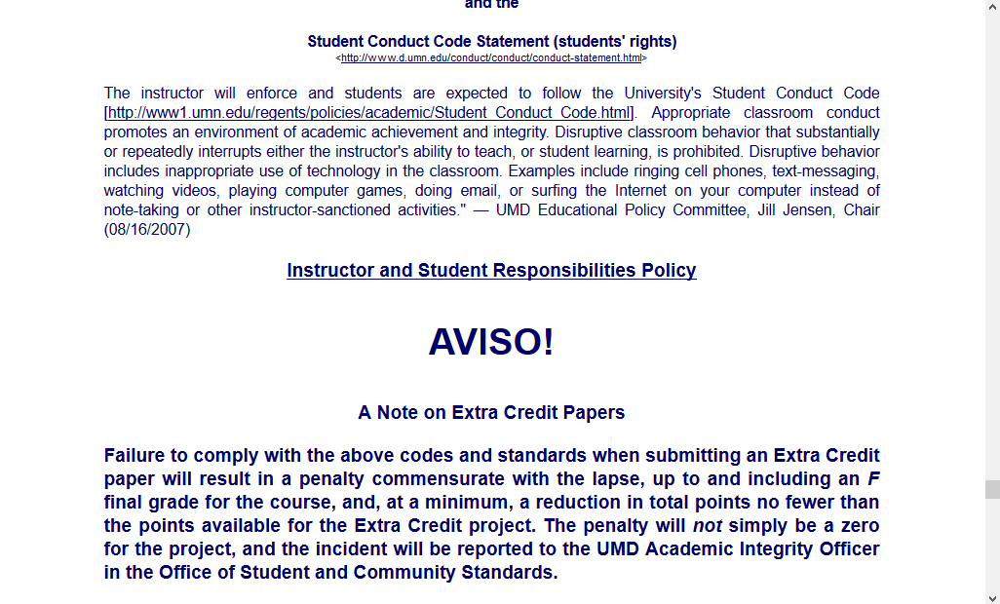 and the
Student Conduct Code Statement (students' rights)
<http://www.d.umn.edu/conduct/conduct/conduct-statement.html>
The instructor will enforce and students are expected to follow the University's Student Conduct Code
[http://www1.umn.edu/regents/policies/academic/Student_Conduct_Code.html]. Appropriate classroom conduct
promotes an environment of academic achievement and integrity. Disruptive classroom behavior that substantially
or repeatedly interrupts either the instructor's ability to teach, or student learning, is prohibited. Disruptive behavior
includes inappropriate use of technology in the classroom. Examples include ringing cell phones, text-messaging,
watching videos, playing computer games, doing email, or surfing the Internet on your computer instead of
note-taking or other instructor-sanctioned activities." — UMD Educational Policy Committee, Jill Jensen, Chair
(08/16/2007)
Instructor and Student Responsibilities Policy
AVISO!
A Note on Extra Credit Papers
Failure to comply with the above codes and standards when submitting an Extra Credit
paper will result in a penalty commensurate with the lapse, up to and including an F
final grade for the course, and, at a minimum, a reduction in total points no fewer than
the points available for the Extra Credit project. The penalty will not simply be a zero
for the project, and the incident will be reported to the UMD Academic Integrity Officer
in the Office of Student and Community Standards.